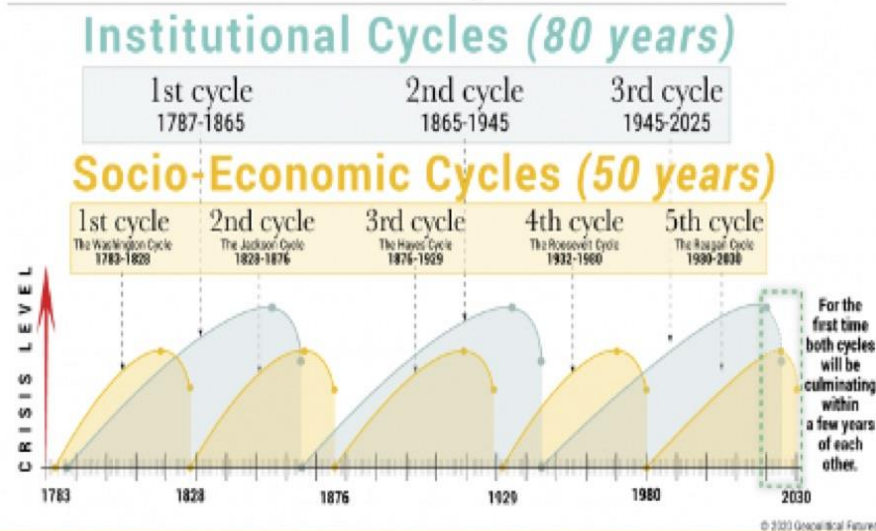 Institutional Cycles (80 years)
1st cycle
1787-1865
2nd cycle
1865-1945
3rd cycle
1945-2025
Socio-Economic Cycles (50 years)
1st cycle
The Washington Cycle
1783-1828
2nd cycle
The Jackson Cycle
1828-1876
3rd cycle
The Hayes Cycle
1876-1929
4th cycle
The Roosevelt Cycle
1932-1980
5th cycle
The Reagan Cycle
1980-2030
CRISIS LEVEL
For the
first time
both cycles
will be
culminating
within
a few years
of each
other.
1783
1828
1876
1929
1980
2030
© 2020 Geopolitical Futures